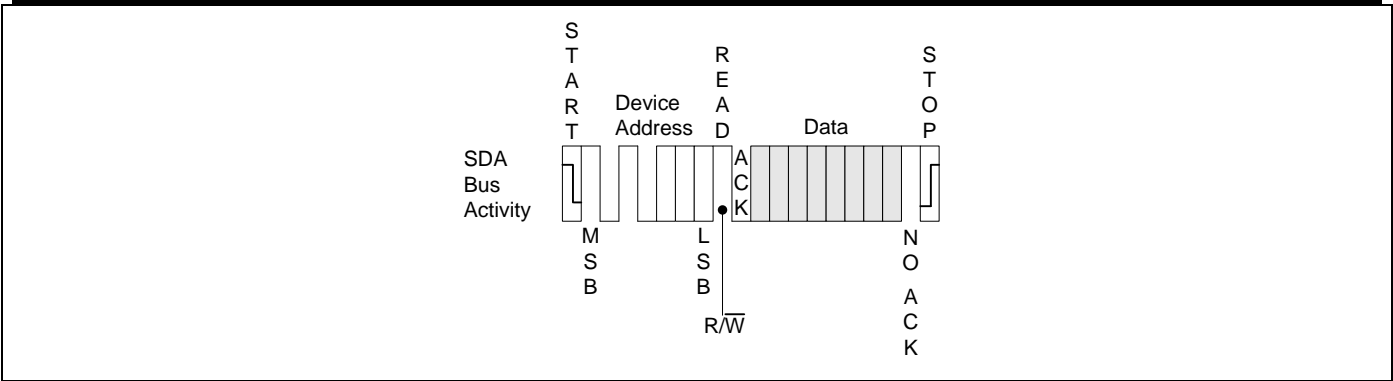 START
READ
STOP
Device
Address
Data
SDA
Bus
Activity
ACK
MSB
LSB
NO ACK
R/W̅